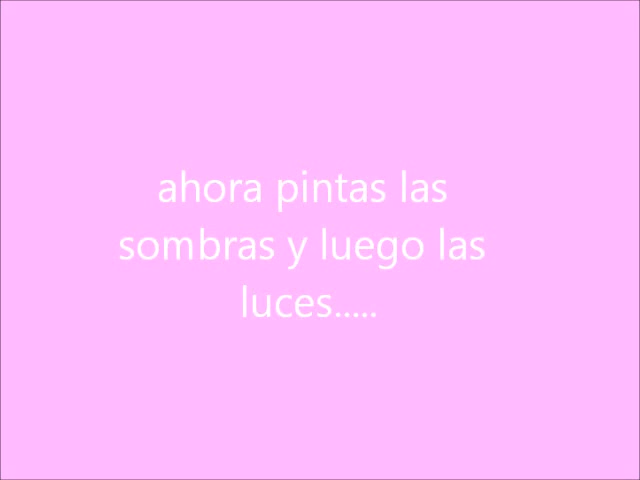 ahora pintas las
sombras y luego las
luces.....